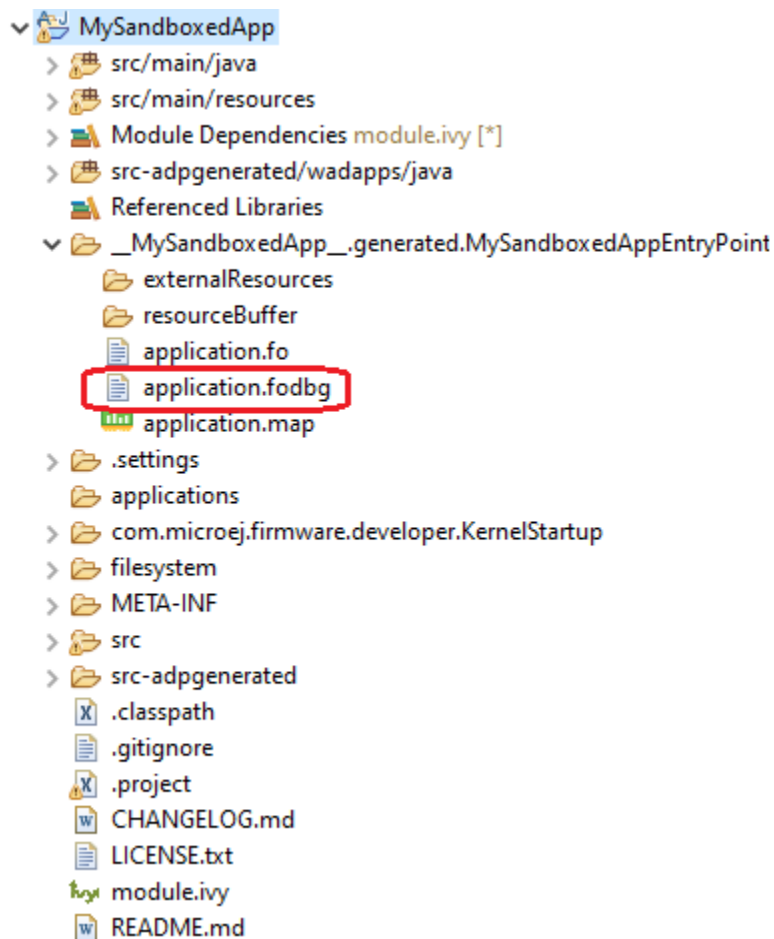 MySandboxedApp
src/main/java
src/main/resources
Module Dependencies module.ivy [*]
src-adpgenerated/wadapps/java
Referenced Libraries
__MySandboxedApp__.generated.MySandboxedAppEntryPoint
externalResources
resourceBuffer
application.fo
application.fodbg
application.map
.settings
applications
com.microej.firmware.developer.KernelStartup
filesystem
META-INF
src
src-adpgenerated
.classpath
.gitignore
.project
CHANGELOG.md
LICENSE.txt
module.ivy
README.md